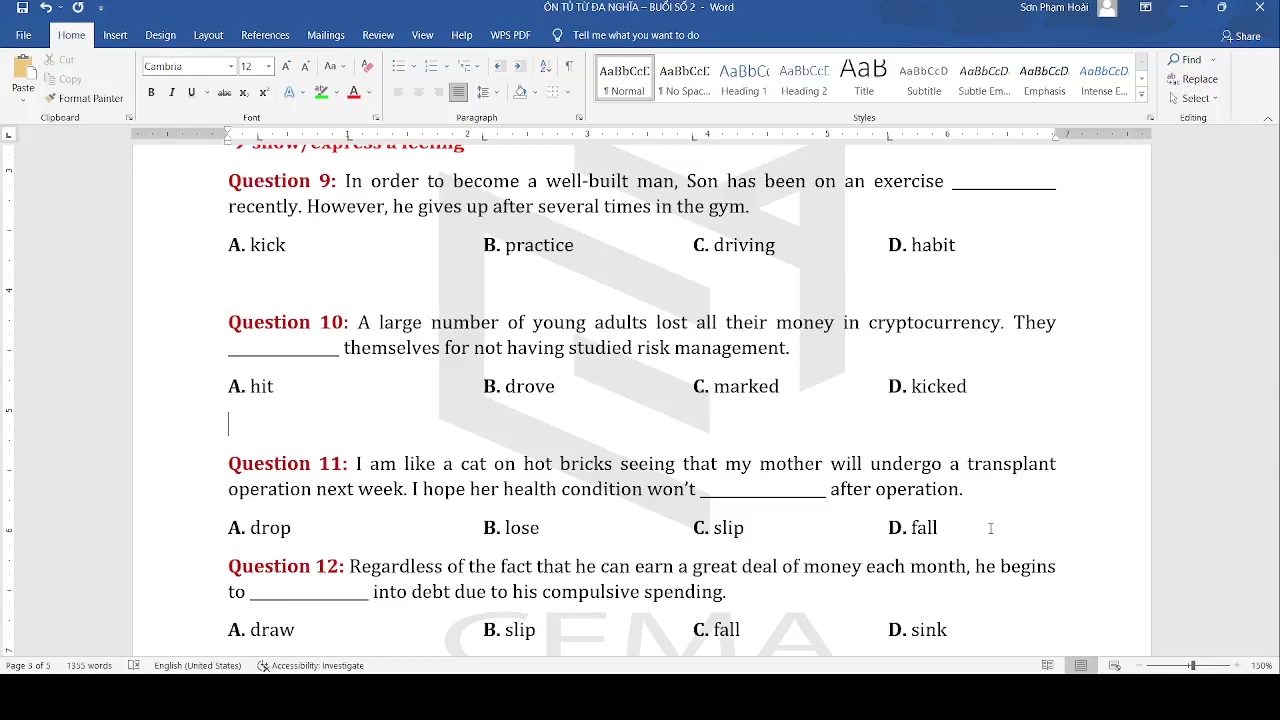 ÔN TỦ TỪ ĐA NGHĨA – BUỔI SỐ 2 - Word
Sơn Phạm Hoài
File Home Insert Design Layout References Mailings Review View Help WPS PDF Tell me what you want to do
Share
Paste
Cut
Copy
Format Painter
Clipboard
Cambria 12
Font
Paragraph
AaBbCcD AaBbCcD AaBbC AaBbCcD AaB AaBbCcD AaBbCcD AaBbCcD AaBbCcD
¶ Normal ¶ No Spac... Heading 1 Heading 2 Title Subtitle Subtle Em... Emphasis Intense E...
Styles
Find
Replace
Select
Editing
→ show/express a feeling
Question 9: In order to become a well-built man, Son has been on an exercise ___________
recently. However, he gives up after several times in the gym.
A. kick B. practice C. driving D. habit
Question 10: A large number of young adults lost all their money in cryptocurrency. They
____________ themselves for not having studied risk management.
A. hit B. drove C. marked D. kicked
Question 11: I am like a cat on hot bricks seeing that my mother will undergo a transplant
operation next week. I hope her health condition won’t ______________ after operation.
A. drop B. lose C. slip D. fall
Question 12: Regardless of the fact that he can earn a great deal of money each month, he begins
to _____________ into debt due to his compulsive spending.
A. draw B. slip C. fall D. sink
CEMA
Page 3 of 5 1355 words English (United States) Accessibility: Investigate 150%